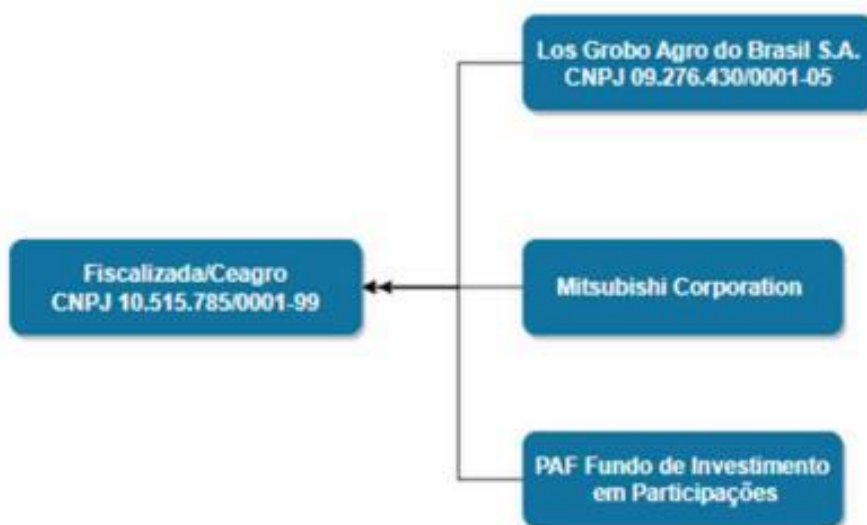 Los Grobo Agro do Brasil S.A.
CNPJ 09.276.430/0001-05
Fiscalizada/Ceagro
CNPJ 10.515.785/0001-99
Mitsubishi Corporation
PAF Fundo de Investimento
em Participações